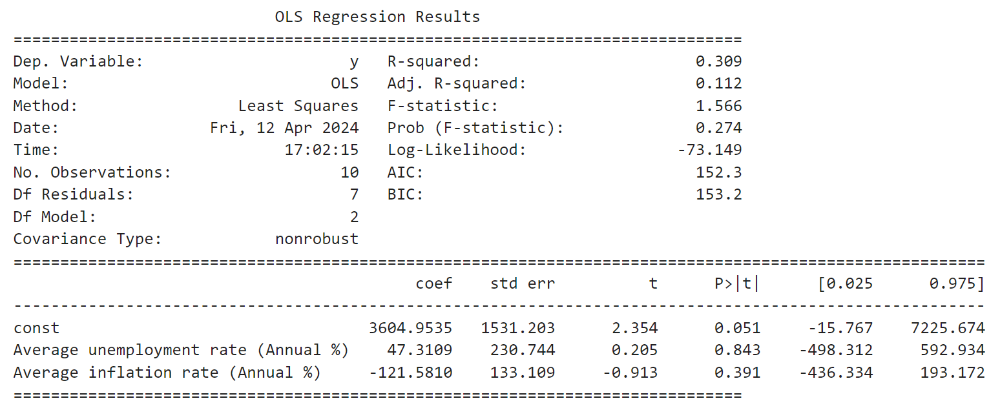 OLS Regression Results
==============================================================================
Dep. Variable:                      y   R-squared:                       0.309
Model:                            OLS   Adj. R-squared:                  0.112
Method:                 Least Squares   F-statistic:                     1.566
Date:                Fri, 12 Apr 2024   Prob (F-statistic):              0.274
Time:                        17:02:15   Log-Likelihood:                -73.149
No. Observations:                  10   AIC:                             152.3
Df Residuals:                       7   BIC:                             153.2
Df Model:                           2
Covariance Type:            nonrobust
========================================================================================================
                                           coef    std err          t      P>|t|      [0.025      0.975]
--------------------------------------------------------------------------------------------------------
const                                 3604.9535   1531.203      2.354      0.051     -15.767    7225.674
Average unemployment rate (Annual %)    47.3109    230.744      0.205      0.843    -498.312     592.934
Average inflation rate (Annual %)     -121.5810    133.109     -0.913      0.391    -436.334     193.172
==============================================================================